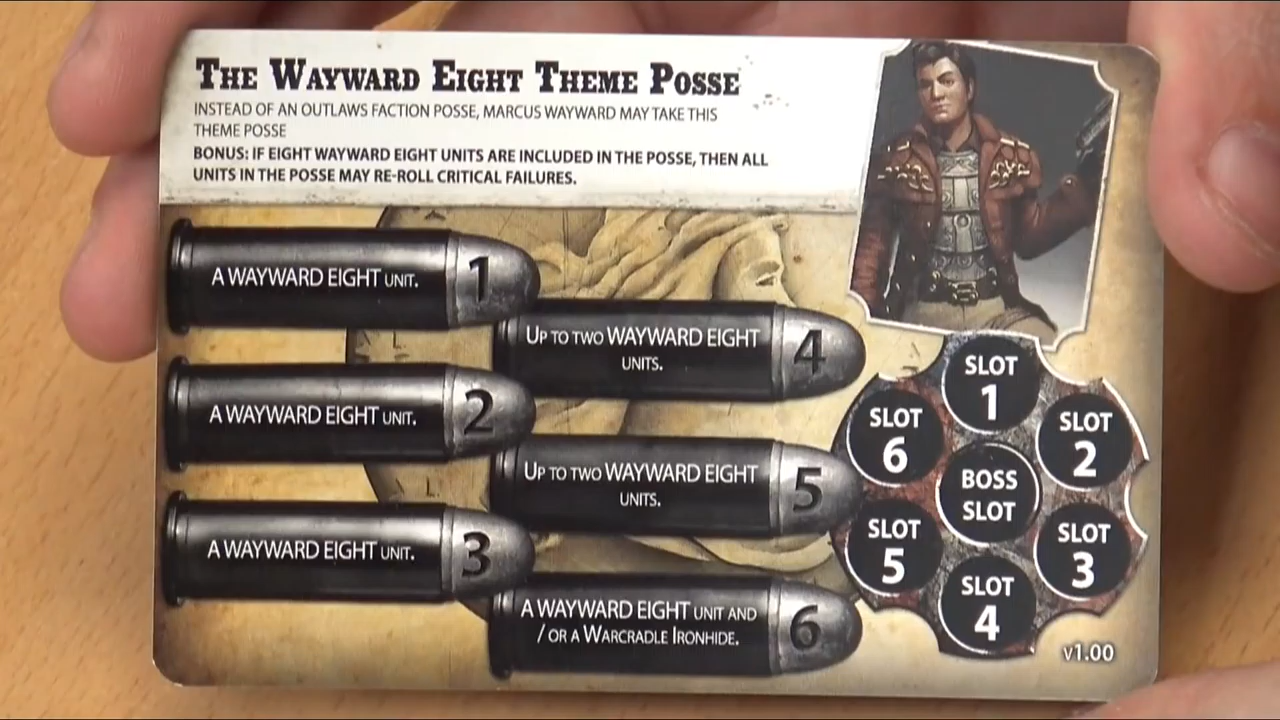 THE WAYWARD EIGHT THEME POSSE
INSTEAD OF AN OUTLAWS FACTION POSSE, MARCUS WAYWARD MAY TAKE THIS
THEME POSSE
BONUS: IF EIGHT WAYWARD EIGHT UNITS ARE INCLUDED IN THE POSSE, THEN ALL
UNITS IN THE POSSE MAY RE-ROLL CRITICAL FAILURES.
A WAYWARD EIGHT UNIT.
1
A WAYWARD EIGHT UNIT.
2
A WAYWARD EIGHT UNIT.
3
UP TO TWO WAYWARD EIGHT
UNITS.
4
UP TO TWO WAYWARD EIGHT
UNITS.
5
A WAYWARD EIGHT UNIT AND
/ OR A WARCRADLE IRONHIDE.
6
SLOT
1
SLOT
2
SLOT
3
SLOT
4
SLOT
5
SLOT
6
BOSS
SLOT
v1.00